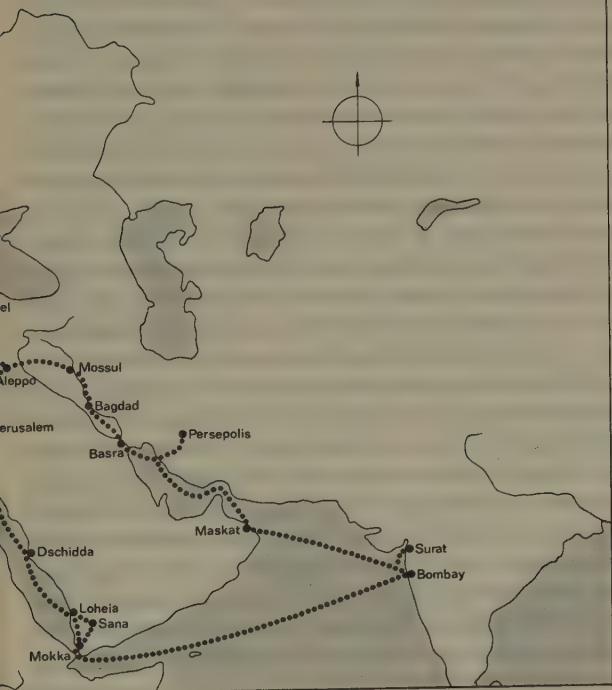 el
Mossul
Aleppo
Bagdad
erusalem
Persepolis
Basra
Maskat
Surat
Dschidda
Bombay
Loheia
Sana
Mokka